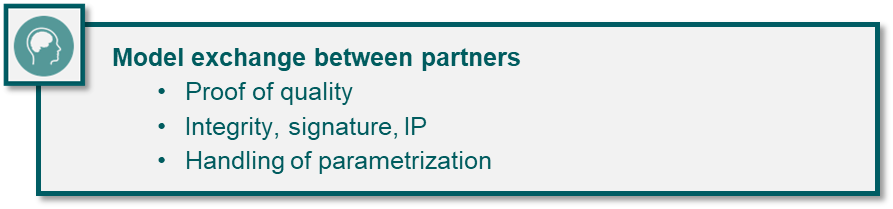 Model exchange between partners
• Proof of quality
• Integrity, signature, IP
• Handling of parametrization